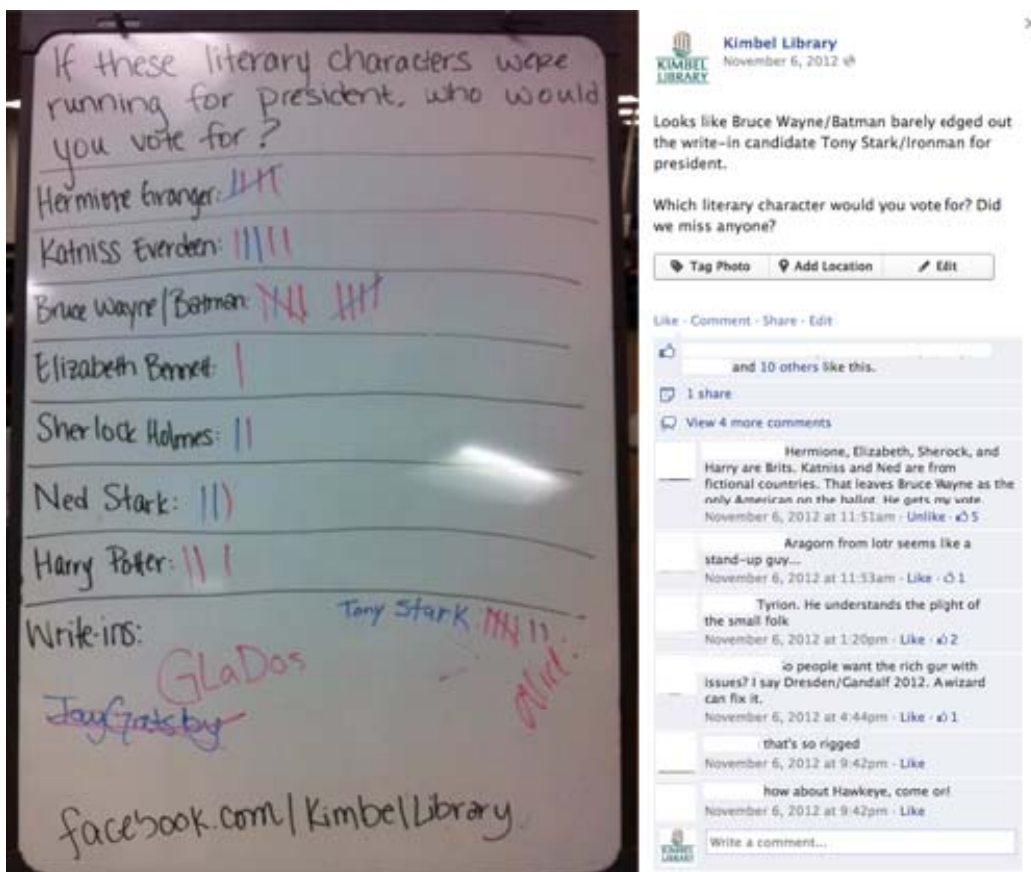 If these literary characters were
running for president, who would
you vote for?
Hermione Granger:
Katniss Everdeen:
Bruce Wayne/Batman:
Elizabeth Bennett:
Sherlock Holmes:
Ned Stark:
Harry Potter:
Write-ins:
Tony Stark
GLaDos
Jay Gatsby
facebook.com/KimbelLibrary
KIMBEL
LIBRARY
Kimbel Library
November 6, 2012
Looks like Bruce Wayne/Batman barely edged out
the write-in candidate Tony Stark/Ironman for
president.
Which literary character would you vote for? Did
we miss anyone?
Tag Photo Add Location Edit
Like · Comment · Share · Edit
and 10 others like this.
1 share
View 4 more comments
Hermione, Elizabeth, Sherock, and
Harry are Brits. Katniss and Ned are from
fictional countries. That leaves Bruce Wayne as the
only American on the ballot. He gets my vote
November 6, 2012 at 11:51am · Unlike · 5
Aragorn from lotr seems like a
stand-up guy...
November 6, 2012 at 11:53am · Like · 1
Tyrion. He understands the plight of
the small folk
November 6, 2012 at 1:20pm · Like · 2
people want the rich gur with
issues? I say Dresden/Gandalf 2012. A wizard
can fix it.
November 6, 2012 at 4:44pm · Like · 1
that's so rigged
November 6, 2012 at 9:42pm · Like
how about Hawkeye, come or!
November 6, 2012 at 9:42pm · Like
KIMBEL
LIBRARY
Write a comment...